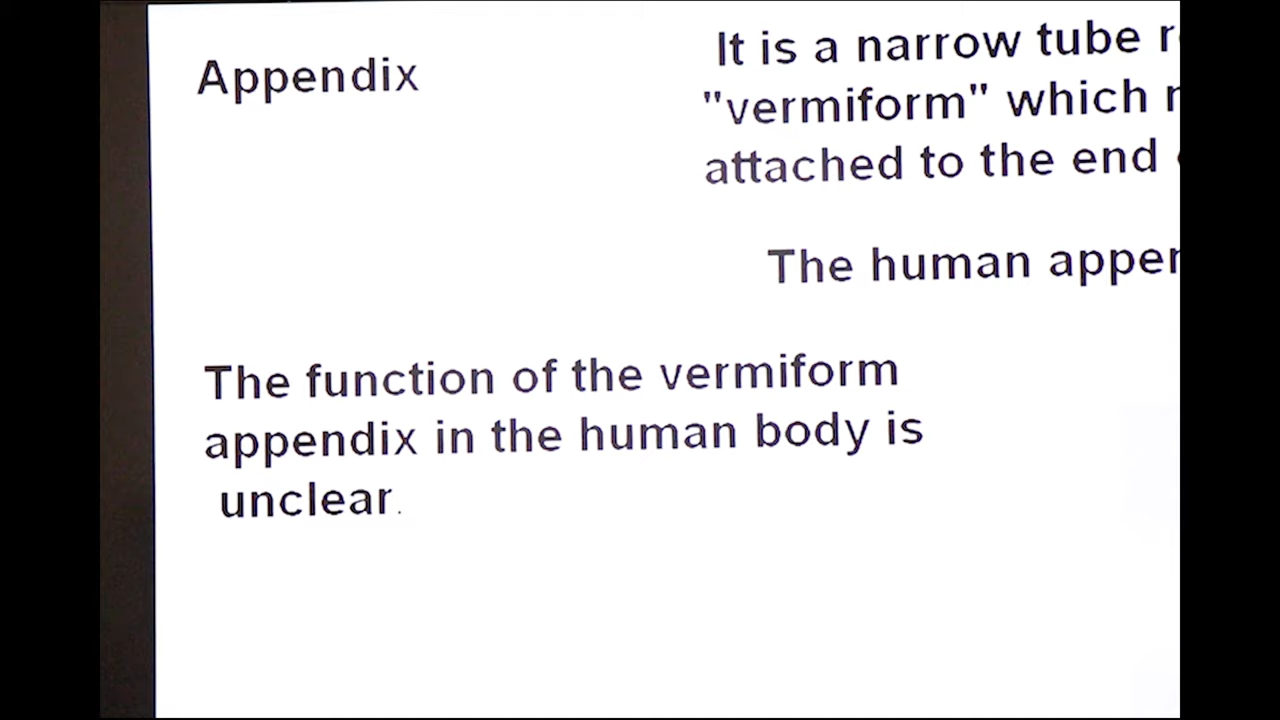 Appendix
It is a narrow tube
"vermiform" which
attached to the end
The human
The function of the vermiform
appendix in the human body is
unclear.